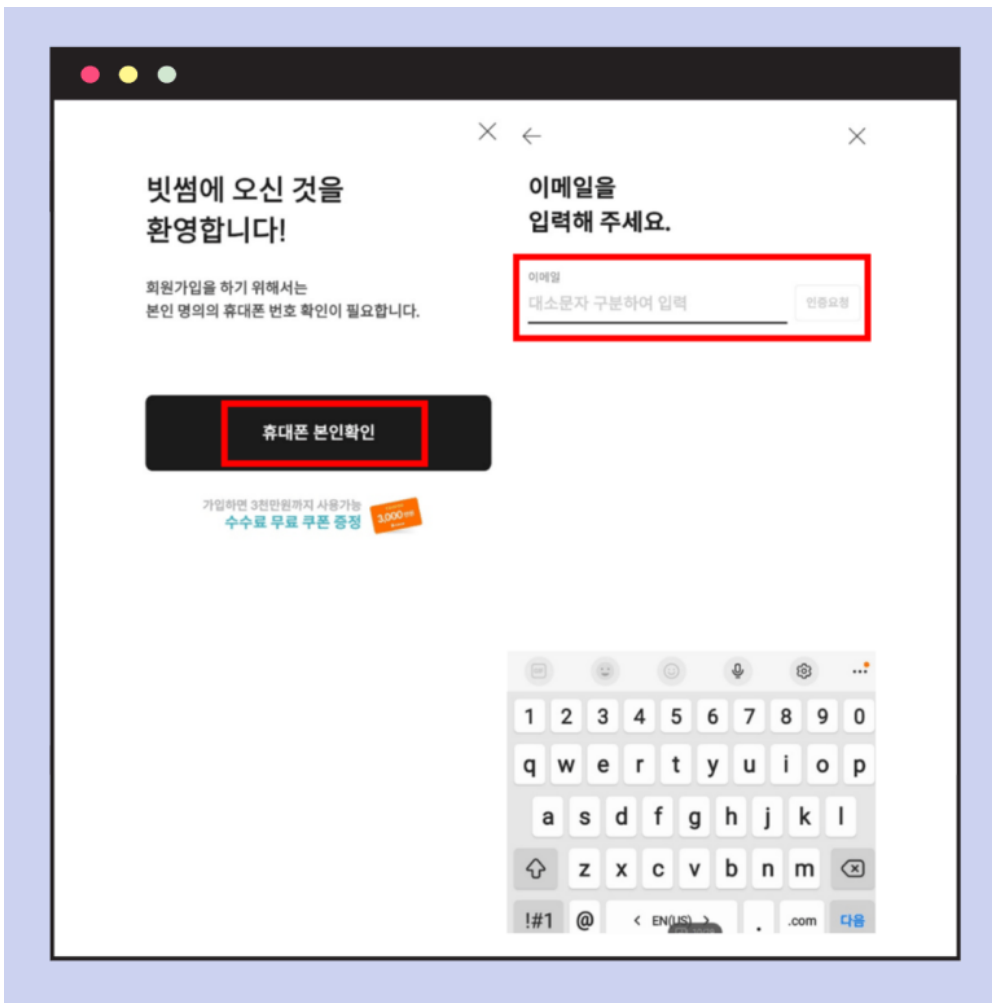 빗썸에 오신 것을
환영합니다!
회원가입을 하기 위해서는
본인 명의의 휴대폰 번호 확인이 필요합니다.
휴대폰 본인확인
가입하면 3천만원까지 사용가능
수수료 무료 쿠폰 증정
3,000
이메일을
입력해 주세요.
이메일
대소문자 구분하여 입력
인증요청
GIF
1 2 3 4 5 6 7 8 9 0
q w e r t y u i o p
a s d f g h j k l
z x c v b n m
!#1 @ < EN(US) > . .com 다음